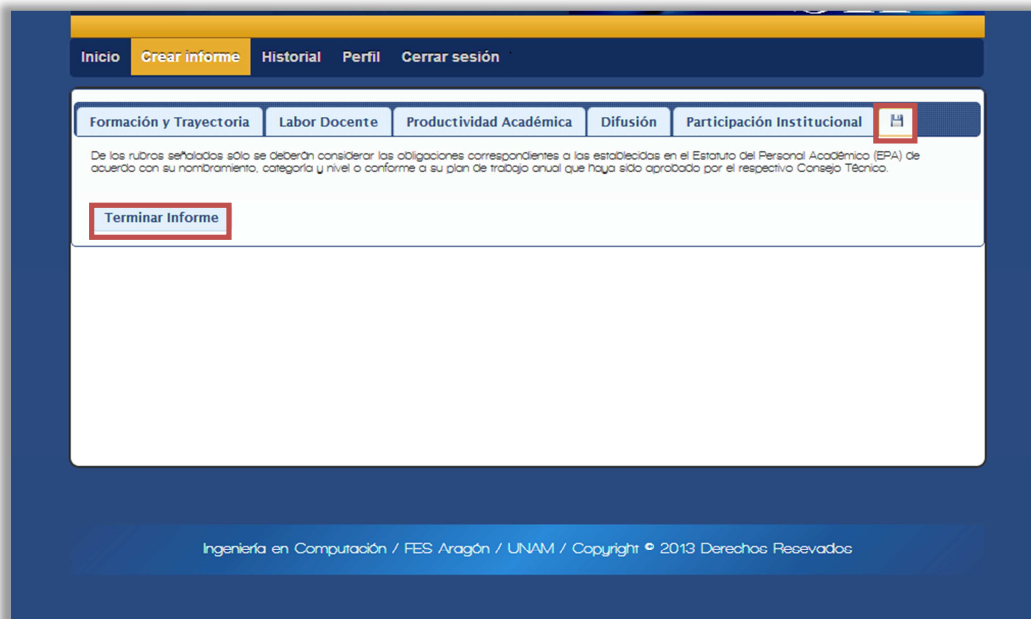 Inicio Crear informe Historial Perfil Cerrar sesión
Formación y Trayectoria Labor Docente Productividad Académica Difusión Participación Institucional
De los rubros señalados sólo se deberán considerar las obligaciones correspondientes a las establecidas en el Estatuto del Personal Académico (EPA) de
acuerdo con su nombramiento, categoría y nivel o conforme a su plan de trabajo anual que haya sido aprobado por el respectivo Consejo Técnico.
Terminar Informe
Ingeniería en Computación / FES Aragón / UNAM / Copyright © 2013 Derechos Resevados